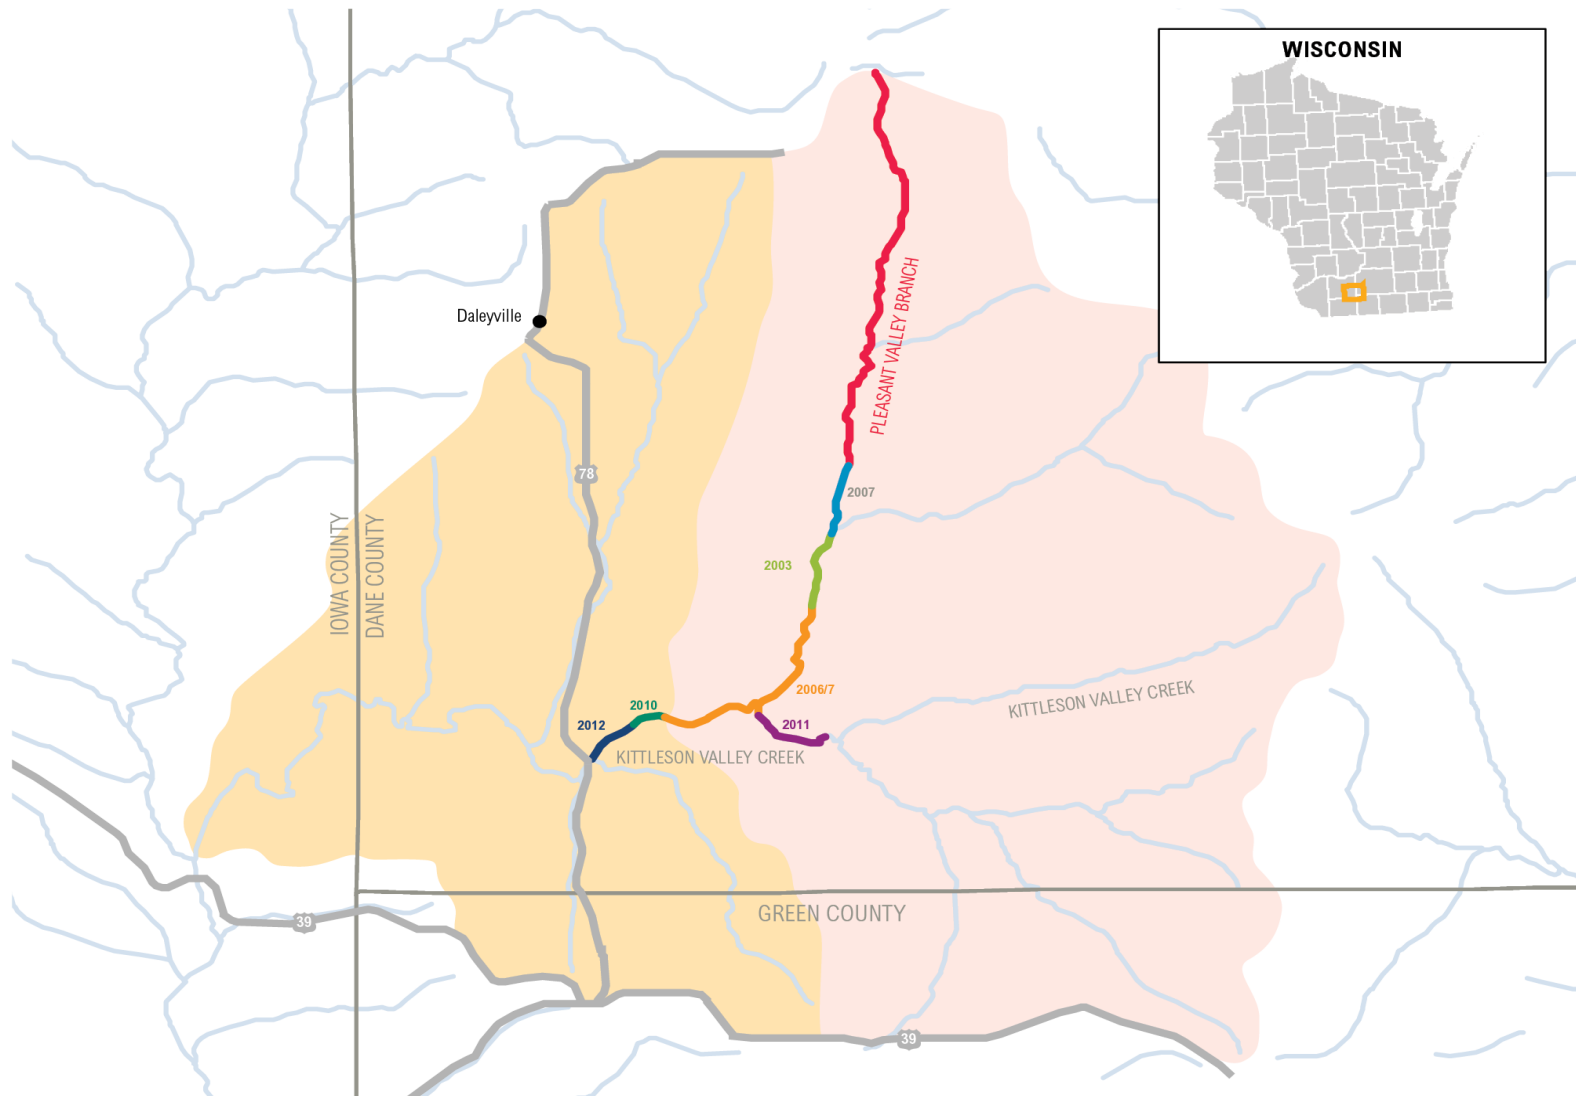 WISCONSIN
Daleyville
PLEASANT VALLEY BRANCH
78
2007
IOWA COUNTY
DANE COUNTY
2003
2006/7
KITTLESON VALLEY CREEK
2010
2012
2011
KITTLESON VALLEY CREEK
GREEN COUNTY
39
39